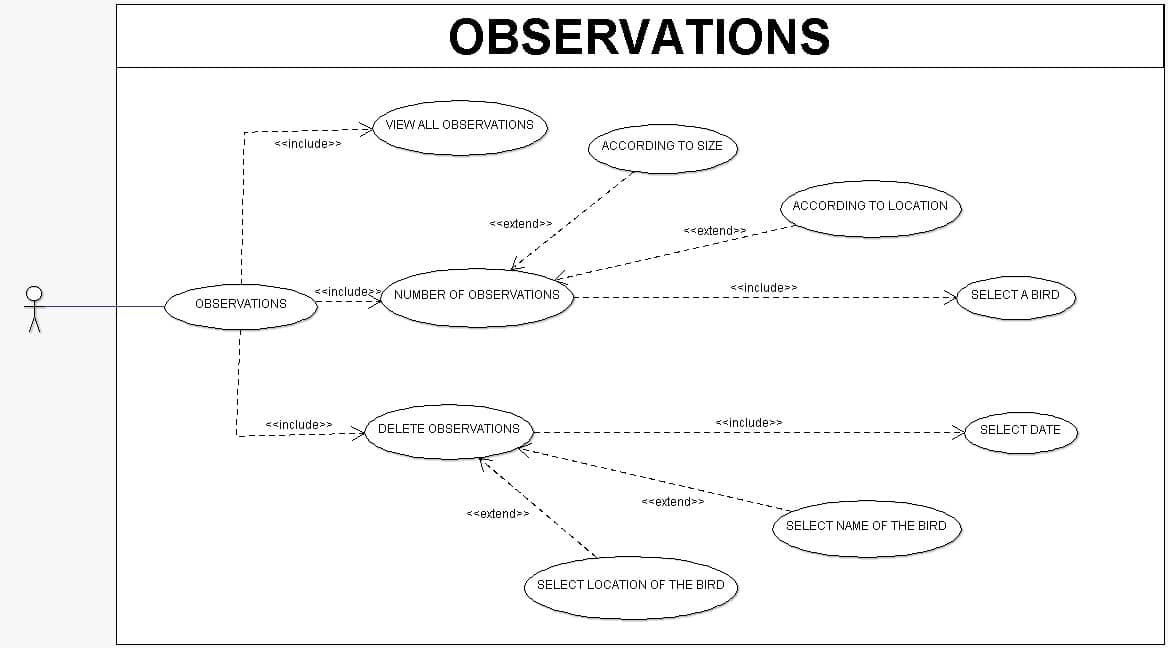 OBSERVATIONS
VIEW ALL OBSERVATIONS
<<include>>
ACCORDING TO SIZE
<<extend>>
ACCORDING TO LOCATION
<<extend>>
OBSERVATIONS
<<include>>
NUMBER OF OBSERVATIONS
<<include>>
SELECT A BIRD
<<include>>
DELETE OBSERVATIONS
<<include>>
SELECT DATE
<<extend>>
SELECT NAME OF THE BIRD
<<extend>>
SELECT LOCATION OF THE BIRD